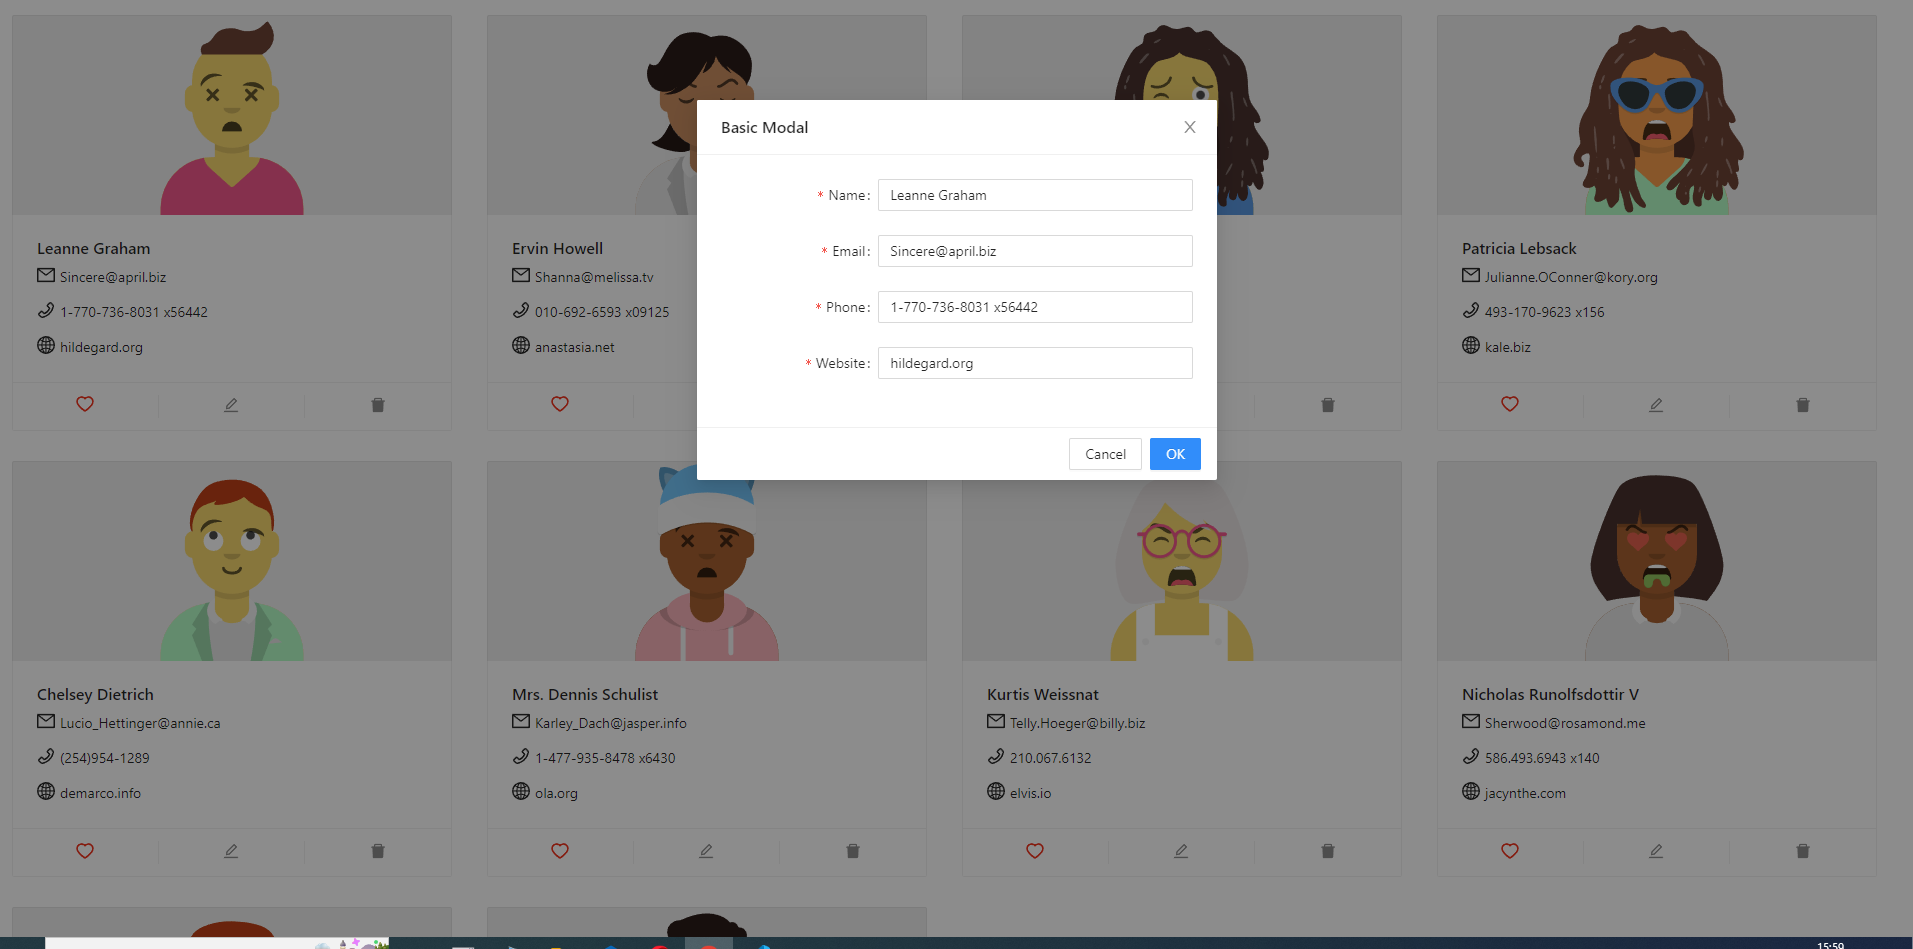 Basic Modal
* Name:
Leanne Graham
* Email:
Sincere@april.biz
* Phone:
1-770-736-8031 x56442
* Website:
hildegard.org
Cancel
OK
Leanne Graham
Sincere@april.biz
1-770-736-8031 x56442
hildegard.org
Ervin Howell
Shanna@melissa.tv
010-692-6593 x09125
anastasia.net
Patricia Lebsack
Julianne.OConner@kory.org
493-170-9623 x156
kale.biz
Chelsey Dietrich
Lucio_Hettinger@annie.ca
(254)954-1289
demarco.info
Mrs. Dennis Schulist
Karley_Dach@jasper.info
1-477-935-8478 x6430
ola.org
Kurtis Weissnat
Telly.Hoeger@billy.biz
210.067.6132
elvis.io
Nicholas Runolfsdottir V
Sherwood@rosamond.me
586.493.6943 x140
jacynthe.com
15:59